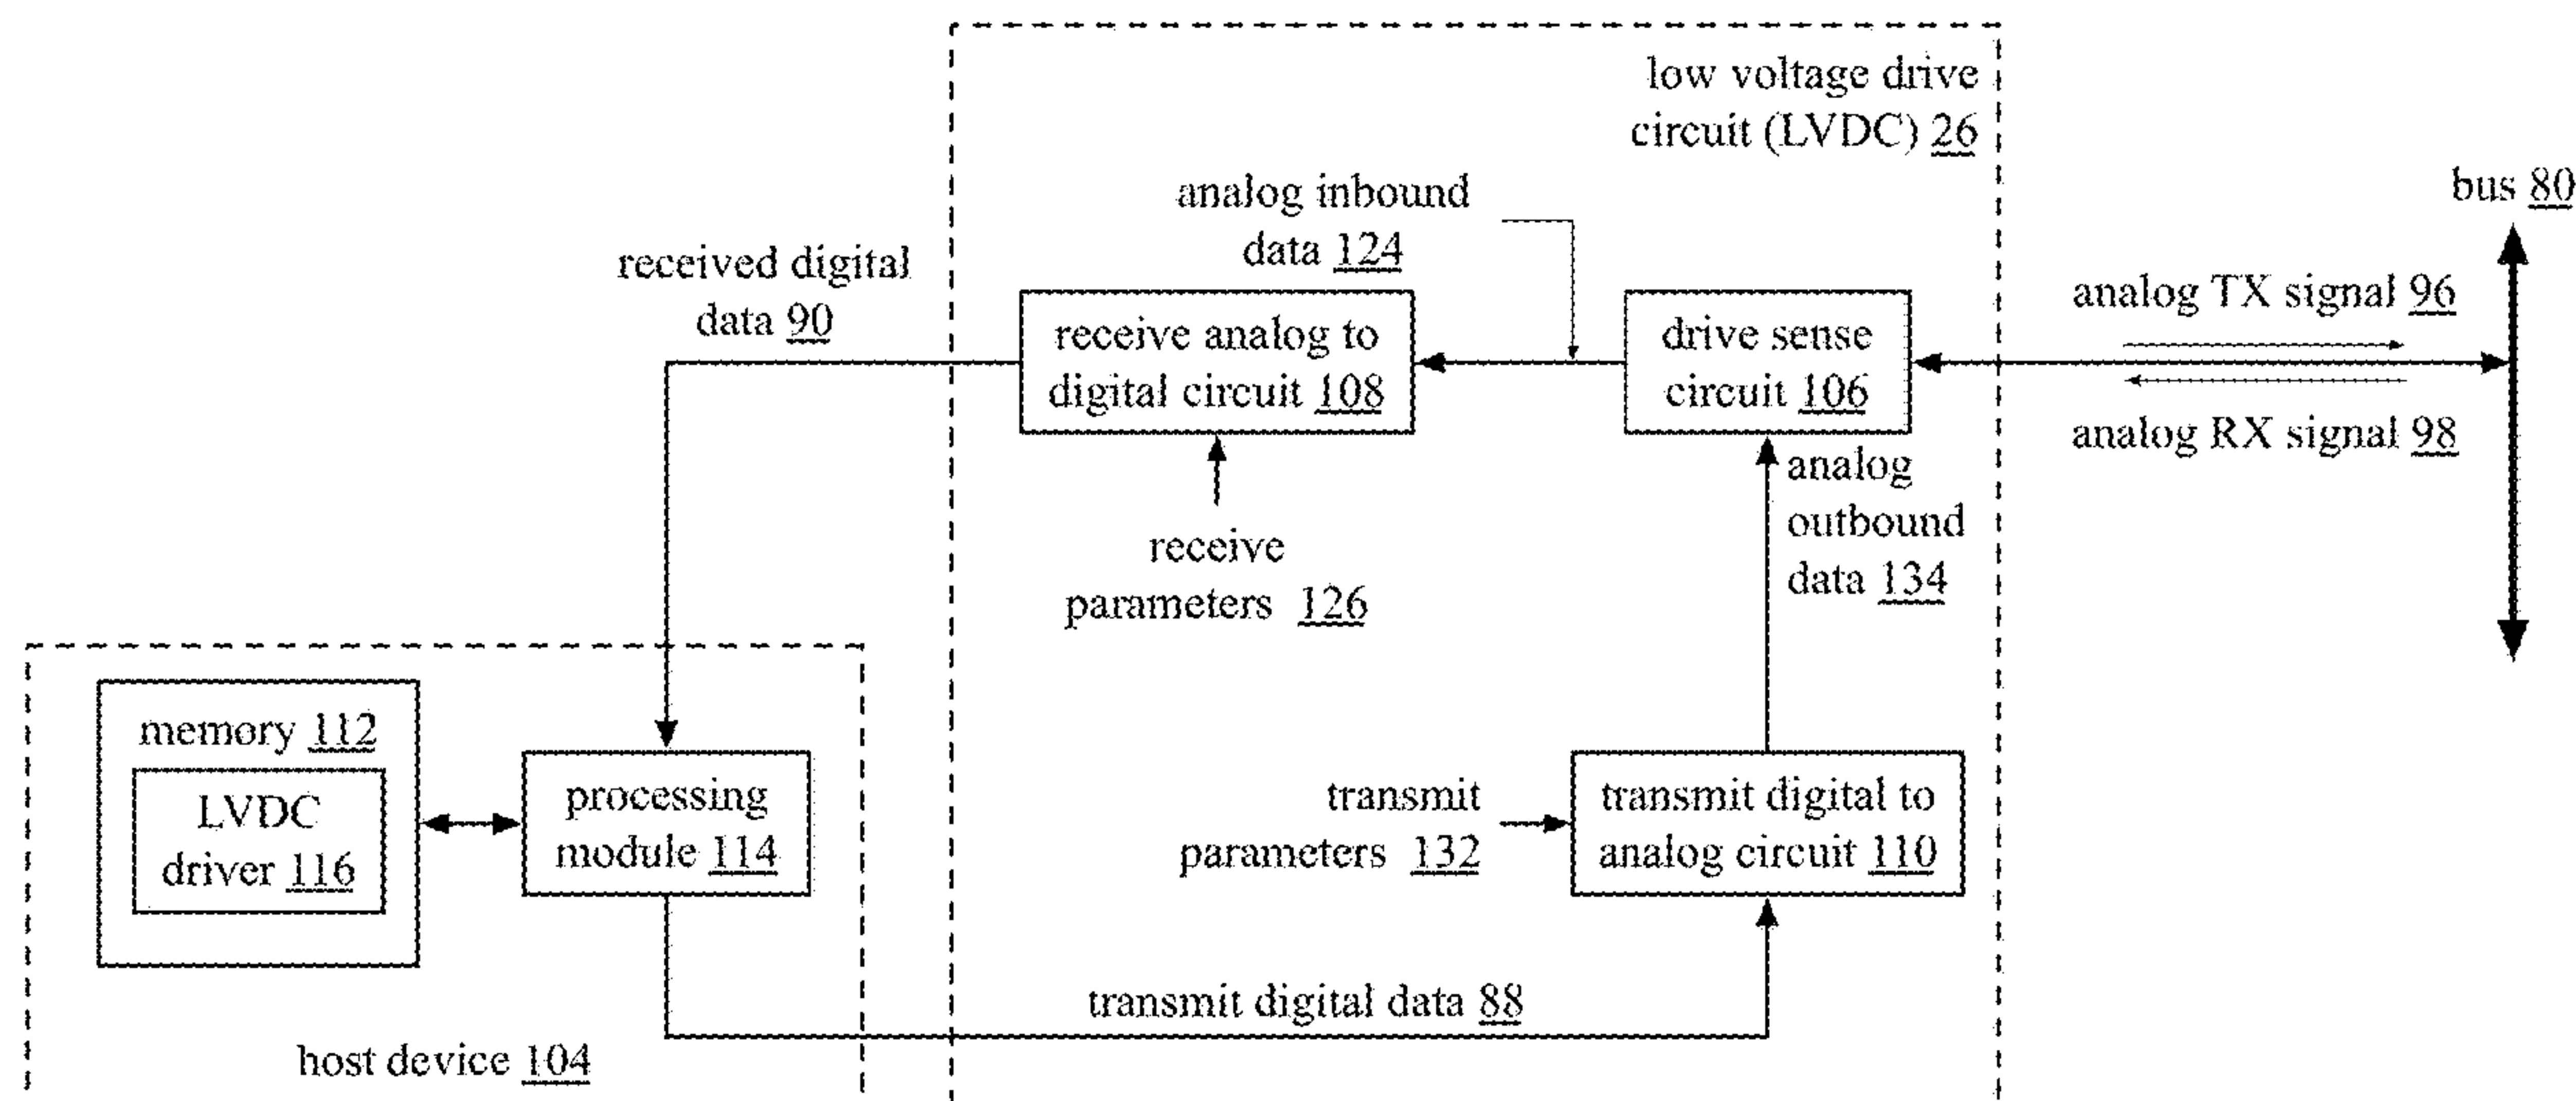 low voltage drive
circuit (LVDC) 26
bus 80
analog inbound
data 124
received digital
data 90
analog TX signal 96
receive analog to
digital circuit 108
drive sense
circuit 106
analog RX signal 98
analog
outbound
data 134
receive
parameters 126
memory 112
LVDC
driver 116
processing
module 114
transmit
parameters 132
transmit digital to
analog circuit 110
transmit digital data 88
host device 104